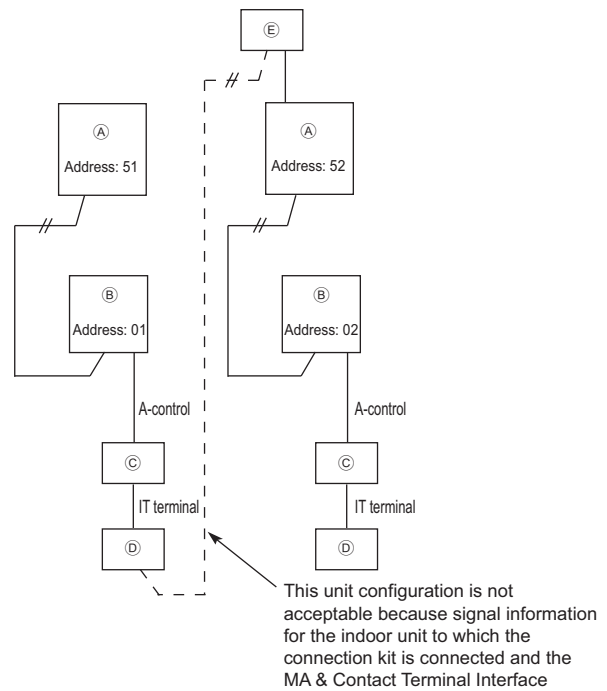 Ⓔ
Ⓐ
Address: 51
Ⓐ
Address: 52
Ⓑ
Address: 01
Ⓑ
Address: 02
A-control
A-control
Ⓒ
Ⓒ
IT terminal
IT terminal
Ⓓ
Ⓓ
This unit configuration is not
acceptable because signal information
for the indoor unit to which the
connection kit is connected and the
MA & Contact Terminal Interface